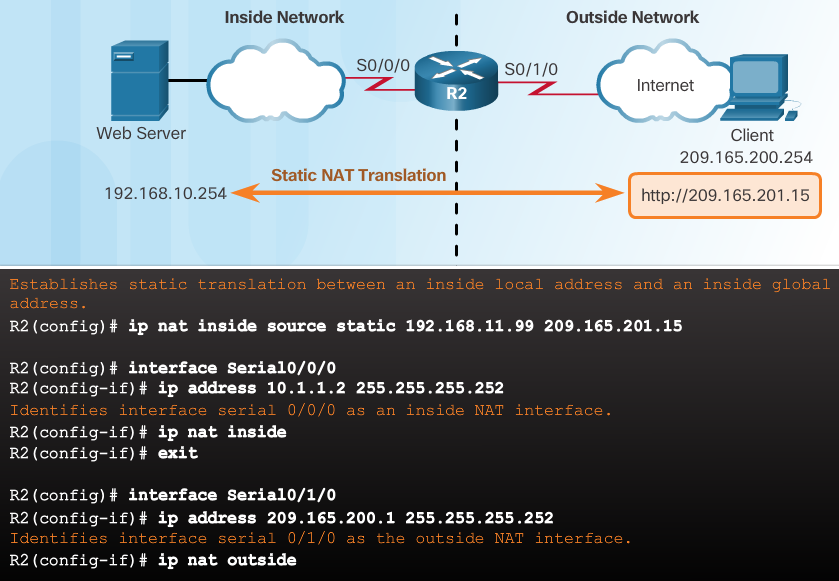 Inside Network
Outside Network
S0/0/0
S0/1/0
R2
Internet
Web Server
Client
209.165.200.254
Static NAT Translation
192.168.10.254
http://209.165.201.15
Establishes static translation between an inside local address and an inside global
address.
R2(config)# ip nat inside source static 192.168.11.99 209.165.201.15
R2(config)# interface Serial0/0/0
R2(config-if)# ip address 10.1.1.2 255.255.255.252
Identifies interface serial 0/0/0 as an inside NAT interface.
R2(config-if)# ip nat inside
R2(config-if)# exit
R2(config)# interface Serial0/1/0
R2(config-if)# ip address 209.165.200.1 255.255.255.252
Identifies interface serial 0/1/0 as the outside NAT interface.
R2(config-if)# ip nat outside